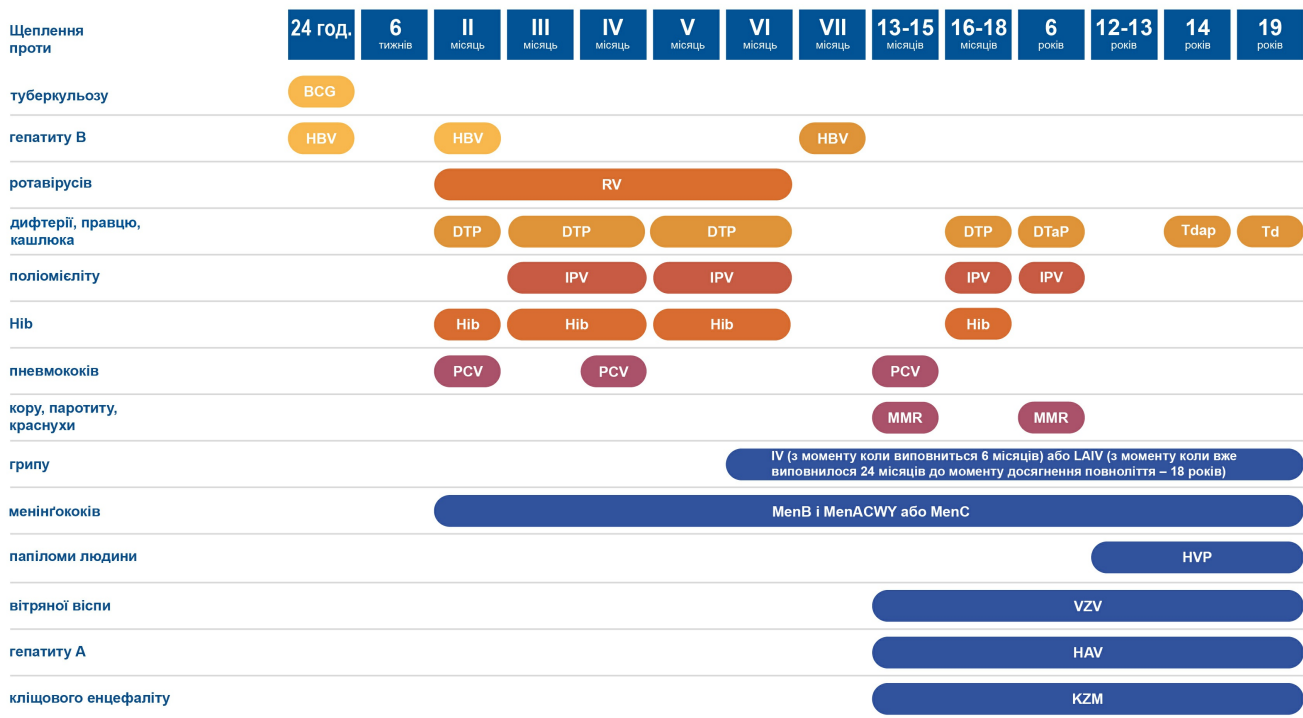 Щеплення
проти
24 год.
6
тижнів
II
місяць
III
місяць
IV
місяць
V
місяць
VI
місяць
VII
місяць
13-15
місяців
16-18
місяців
6
років
12-13
років
14
років
19
років
туберкульозу
BCG
гепатиту B
HBV HBV HBV
ротавірусів
RV
дифтерії, правцю,
кашлюка
DTP DTP DTP DTP DTaP Tdap Td
поліомієліту
IPV IPV IPV IPV
Hib
Hib Hib Hib Hib
пневмококів
PCV PCV PCV
кору, паротиту,
краснухи
MMR MMR
грипу
IV (з моменту коли виповниться 6 місяців) або LAIV (з моменту коли вже
виповнилося 24 місяців до моменту досягнення повноліття – 18 років)
менінґококів
MenB і MenACWY або MenC
папіломи людини
HVP
вітряної віспи
VZV
гепатиту A
HAV
кліщового енцефаліту
KZM